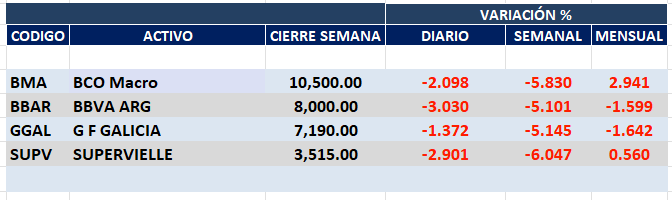 VARIACIÓN %
CODIGO ACTIVO CIERRE SEMANA DIARIO SEMANAL MENSUAL
BMA BCO Macro 10,500.00 -2.098 -5.830 2.941
BBAR BBVA ARG 8,000.00 -3.030 -5.101 -1.599
GGAL G F GALICIA 7,190.00 -1.372 -5.145 -1.642
SUPV SUPERVIELLE 3,515.00 -2.901 -6.047 0.560